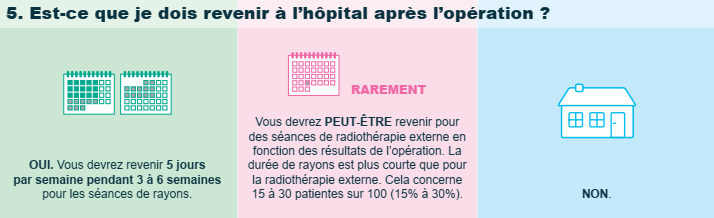 5. Est-ce que je dois revenir à l’hôpital après l’opération ?
OUI. Vous devrez revenir 5 jours
par semaine pendant 3 à 6 semaines
pour les séances de rayons.
RAREMENT
Vous devrez PEUT-ÊTRE revenir pour
des séances de radiothérapie externe en
fonction des résultats de l’opération. La
durée de rayons est plus courte que pour
la radiothérapie externe. Cela concerne
15 à 30 patientes sur 100 (15% à 30%).
NON.